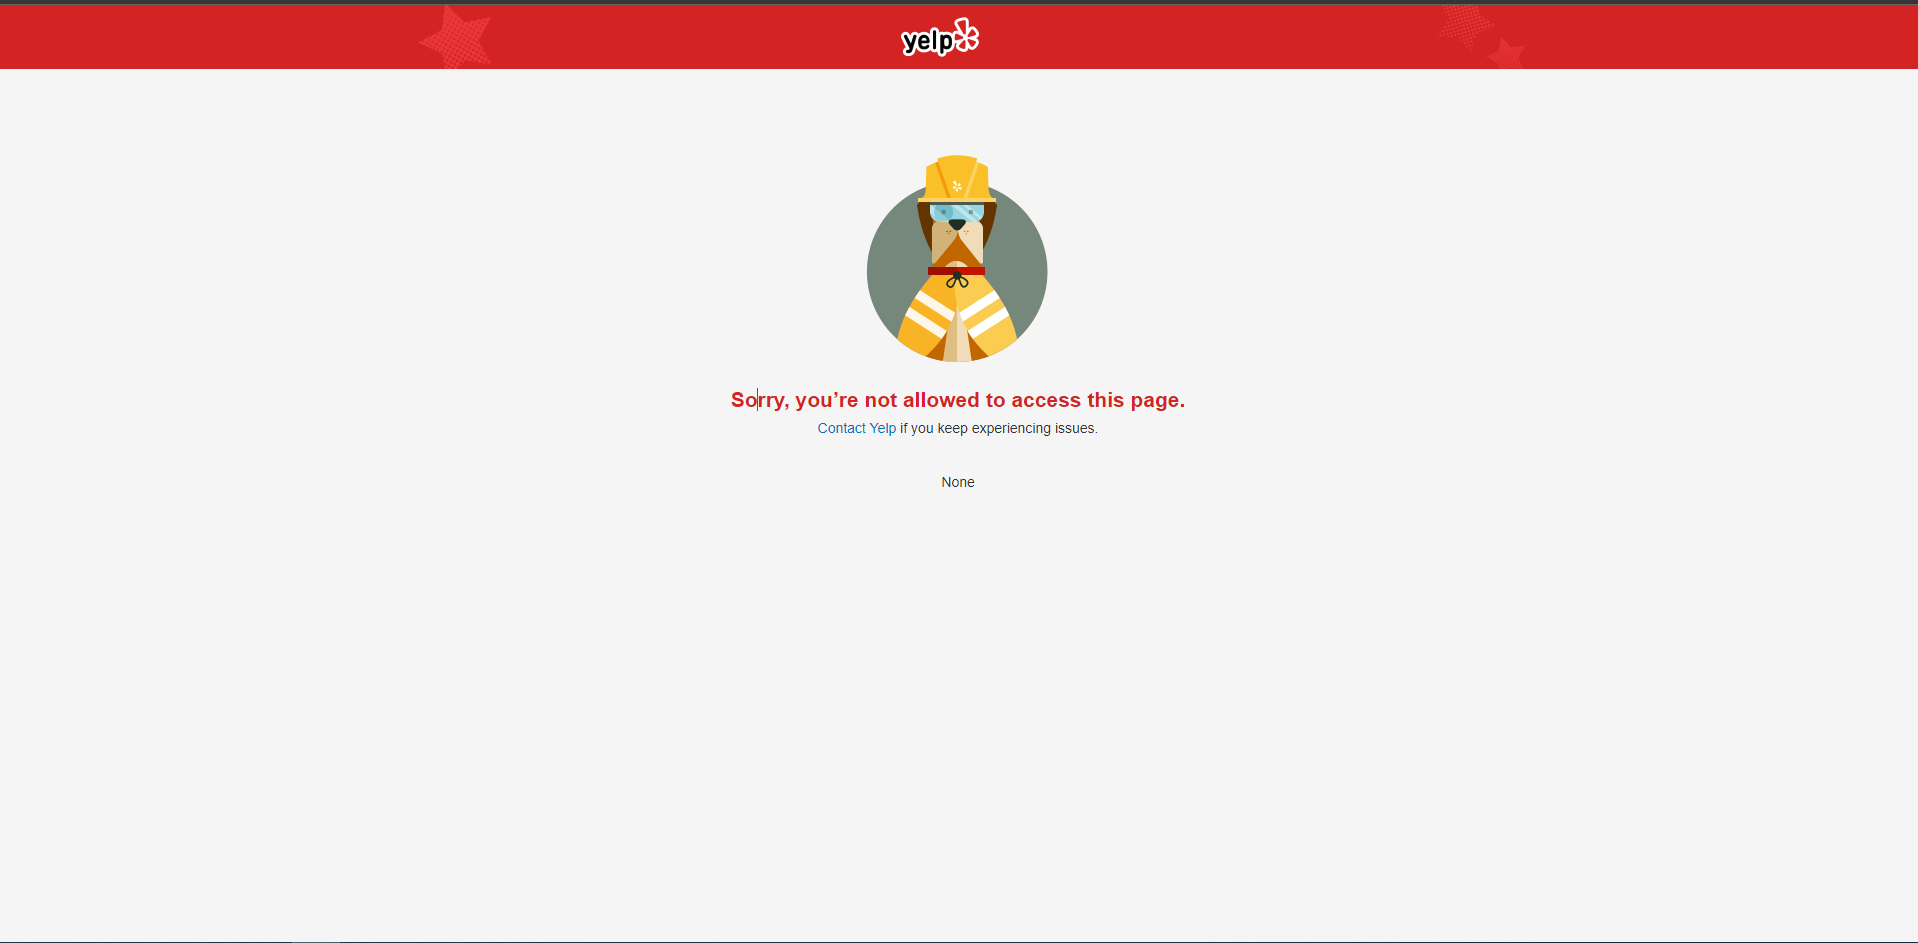 yelp
Sorry, you’re not allowed to access this page.
Contact Yelp if you keep experiencing issues.
None